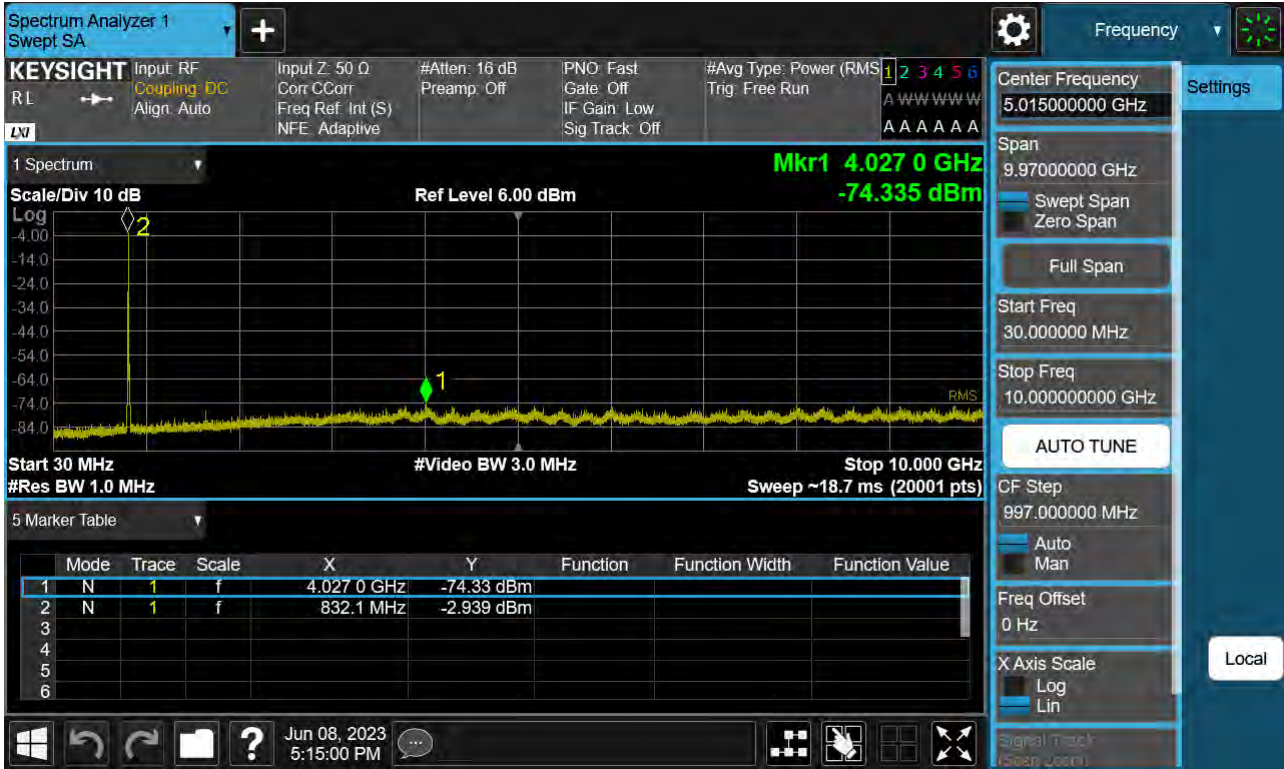 Spectrum Analyzer 1
Swept SA
Frequency
KEYSIGHT
RL
LXI
Input: RF
Coupling: DC
Align: Auto
Input Z: 50 Ω
Corr CCorr
Freq Ref: Int (S)
NFE: Adaptive
#Atten: 16 dB
Preamp: Off
PNO: Fast
Gate: Off
IF Gain: Low
Sig Track: Off
#Avg Type: Power (RMS
Trig: Free Run
1 2 3 4 5 6
A W W W W W
A A A A A A
Center Frequency
5.015000000 GHz
Settings
1 Spectrum
Mkr1 4.027 0 GHz
-74.335 dBm
Scale/Div 10 dB
Ref Level 6.00 dBm
Log
2
-4.00
-14.0
-24.0
-34.0
-44.0
-54.0
-64.0
-74.0
-84.0
1
RMS
Start 30 MHz
#Video BW 3.0 MHz
Stop 10.000 GHz
#Res BW 1.0 MHz
Sweep ~18.7 ms (20001 pts)
Span
9.97000000 GHz
Swept Span
Zero Span
Full Span
Start Freq
30.000000 MHz
Stop Freq
10.000000000 GHz
AUTO TUNE
CF Step
997.000000 MHz
Auto
Man
Freq Offset
0 Hz
X Axis Scale
Log
Lin
Signal Track
(Span Zoom)
Local
5 Marker Table
Mode Trace Scale X Y Function Function Width Function Value
1 N 1 f 4.027 0 GHz -74.33 dBm
2 N 1 f 832.1 MHz -2.939 dBm
3
4
5
6
?
Jun 08, 2023
5:15:00 PM